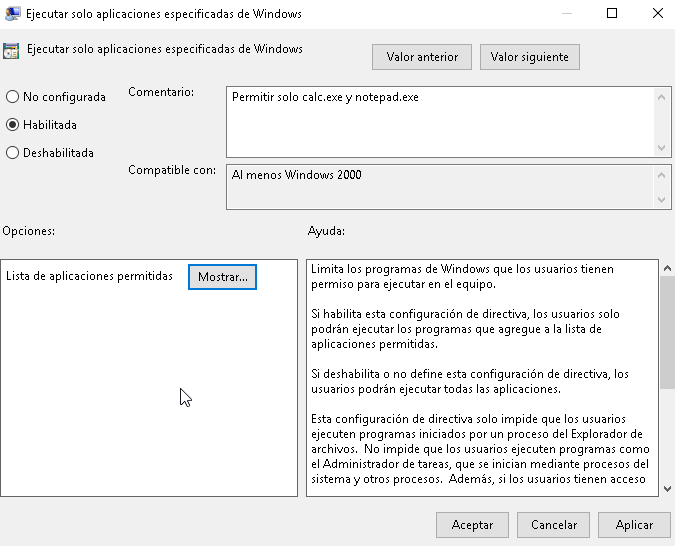 Ejecutar solo aplicaciones especificadas de Windows
Ejecutar solo aplicaciones especificadas de Windows
Valor anterior
Valor siguiente
No configurada
Habilitada
Deshabilitada
Comentario:
Permitir solo calc.exe y notepad.exe
Compatible con:
Al menos Windows 2000
Opciones:
Ayuda:
Lista de aplicaciones permitidas
Mostrar...
Limita los programas de Windows que los usuarios tienen
permiso para ejecutar en el equipo.
Si habilita esta configuración de directiva, los usuarios solo
podrán ejecutar los programas que agregue a la lista de
aplicaciones permitidas.
Si deshabilita o no define esta configuración de directiva, los
usuarios podrán ejecutar todas las aplicaciones.
Esta configuración de directiva solo impide que los usuarios
ejecuten programas iniciados por un proceso del Explorador de
archivos.  No impide que los usuarios ejecuten programas como
el Administrador de tareas, que se inician mediante procesos del
sistema y otros procesos.  Además, si los usuarios tienen acceso
Aceptar
Cancelar
Aplicar